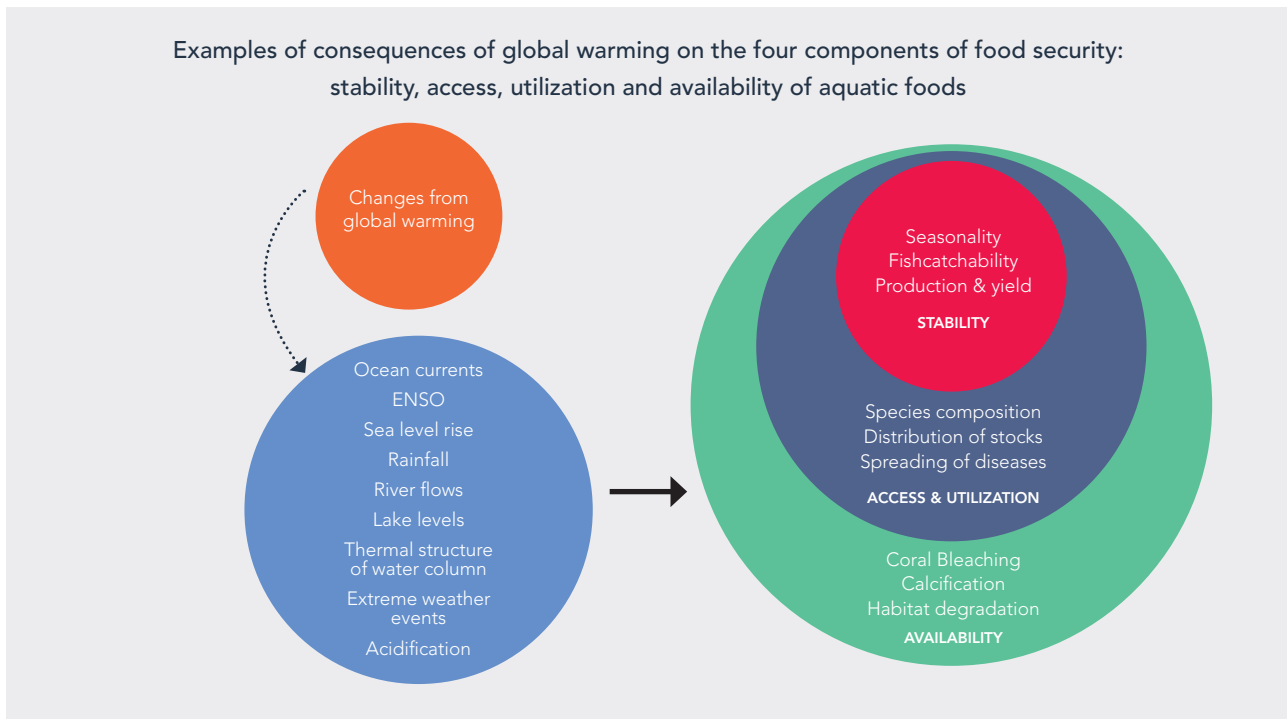 Examples of consequences of global warming on the four components of food security:
stability, access, utilization and availability of aquatic foods
Changes from
global warming
Ocean currents
ENSO
Sea level rise
Rainfall
River flows
Lake levels
Thermal structure
of water column
Extreme weather
events
Acidification
Seasonality
Fishcatchability
Production & yield
STABILITY
Species composition
Distribution of stocks
Spreading of diseases
ACCESS & UTILIZATION
Coral Bleaching
Calcification
Habitat degradation
AVAILABILITY